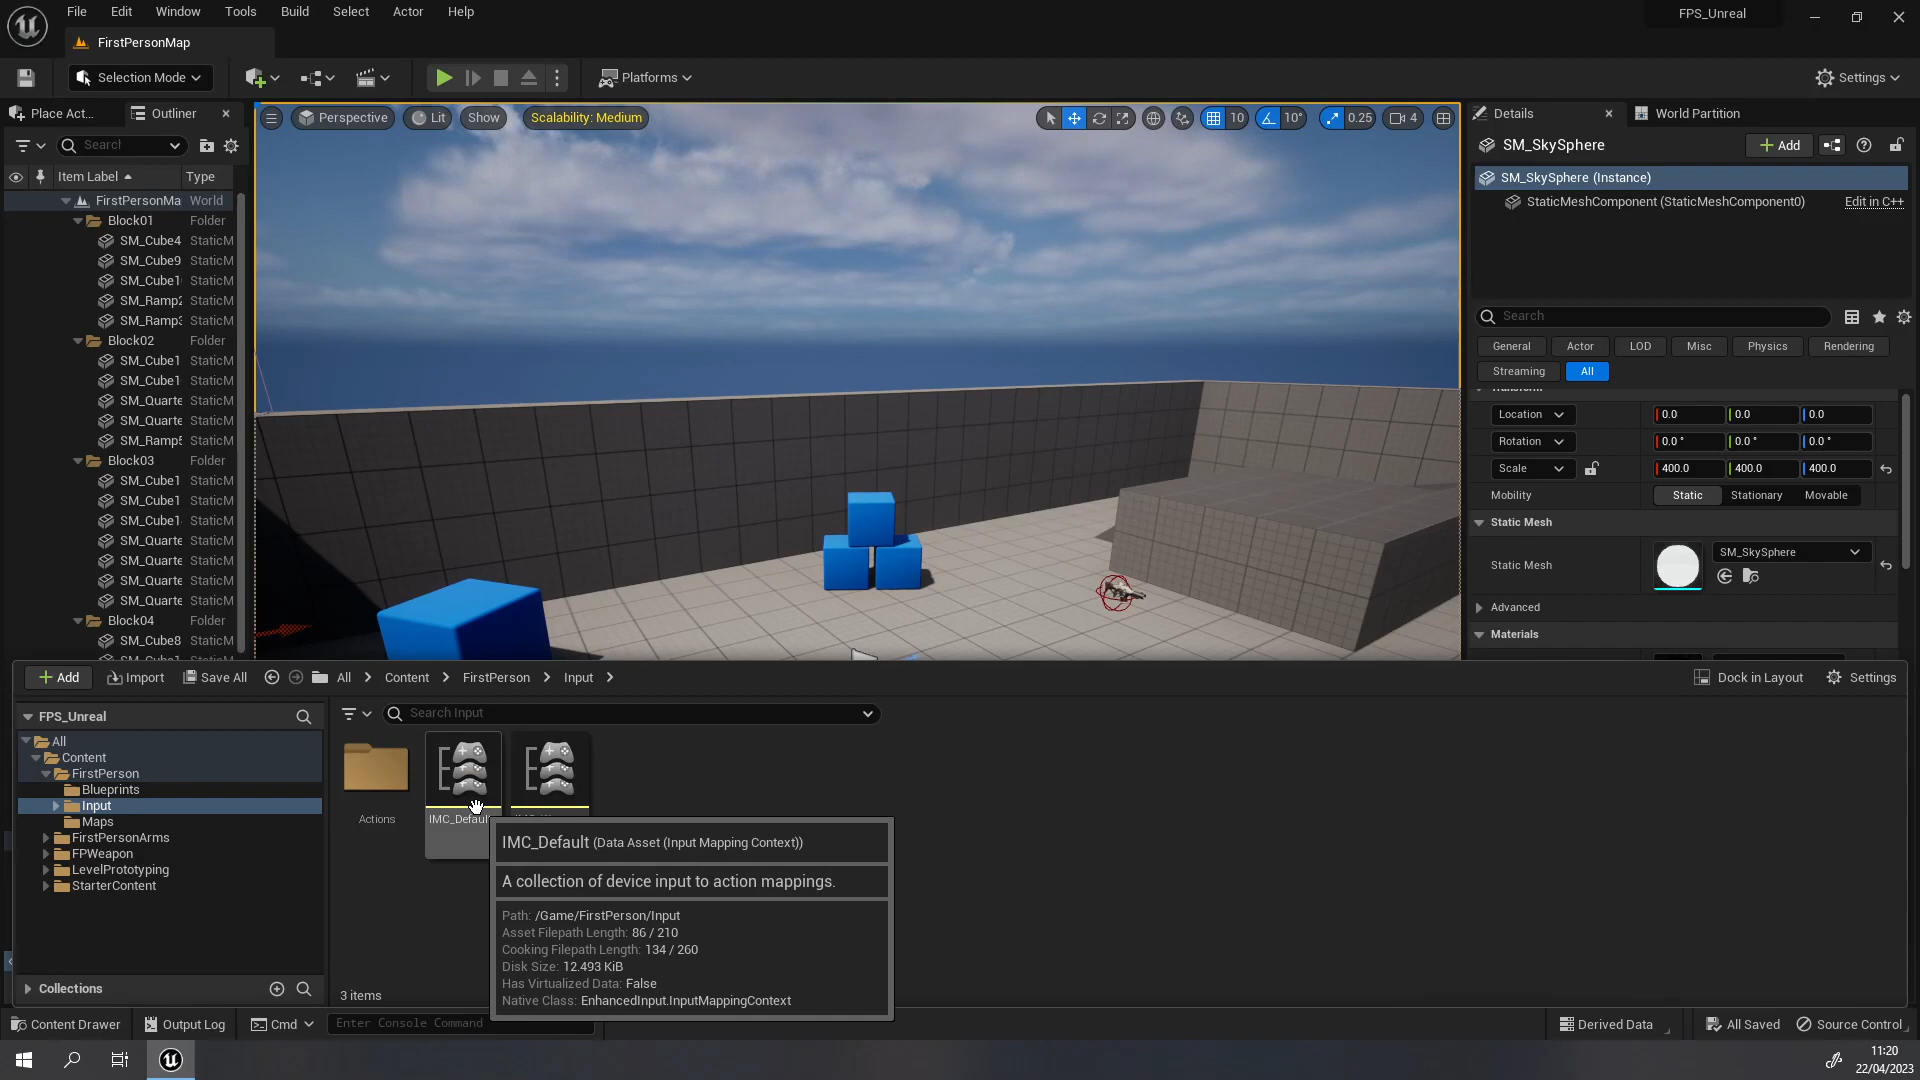 File Edit Window Tools Build Select Actor Help
FPS_Unreal
FirstPersonMap
Selection Mode
Platforms
Settings
Place Act...
Outliner
Perspective
Lit
Show
Scalability: Medium
10
10°
0.25
4
Details
World Partition
Item Label
Type
SM_SkySphere
Add
SM_SkySphere (Instance)
StaticMeshComponent (StaticMeshComponent0)
Edit in C++
FirstPersonMa World
Block01 Folder
SM_Cube4 StaticM
SM_Cube9 StaticM
SM_Cube1 StaticM
SM_Ramp2 StaticM
SM_Ramp3 StaticM
Block02 Folder
SM_Cube1 StaticM
SM_Cube1 StaticM
SM_Quarte StaticM
SM_Quarte StaticM
SM_Ramp5 StaticM
Block03 Folder
SM_Cube1 StaticM
SM_Cube1 StaticM
SM_Cube1 StaticM
SM_Quarte StaticM
SM_Quarte StaticM
SM_Quarte StaticM
SM_Quarte StaticM
Block04 Folder
SM_Cube8 StaticM
Search
General Actor LOD Misc Physics Rendering
Streaming All
Location 0.0 0.0 0.0
Rotation 0.0 ° 0.0 ° 0.0 °
Scale 400.0 400.0 400.0
Mobility Static Stationary Movable
Static Mesh
Static Mesh SM_SkySphere
Advanced
Materials
Add Import Save All All Content FirstPerson Input
Dock in Layout Settings
FPS_Unreal
Search Input
All
Content
FirstPerson
Blueprints
Input
Maps
FirstPersonArms
FPWeapon
LevelPrototyping
StarterContent
Collections
Actions
3 items
IMC_Default (Data Asset (Input Mapping Context))
A collection of device input to action mappings.
Path: /Game/FirstPerson/Input
Asset Filepath Length: 86 / 210
Cooking Filepath Length: 134 / 260
Disk Size: 12.493 KiB
Has Virtualized Data: False
Native Class: EnhancedInput.InputMappingContext
Content Drawer Output Log Cmd Enter Console Command
Derived Data All Saved Source Control
11:20
22/04/2023